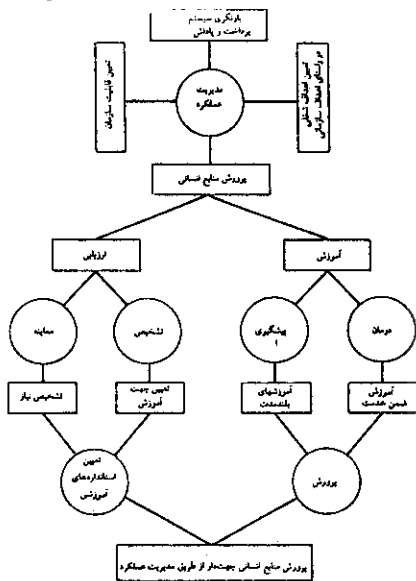 بازنگری سیستم
پرداخت و پاداش
تعیین اهداف شغلی
در راستای اهداف سازمانی
مدیریت
عملکرد
تعیین قابلیت سازمان
پرورش منابع انسانی
آموزش
ارزیابی
درمان
پیشگیری
تشخیص
معاینه
آموزش
ضمن خدمت
آموزشهای
بلندمدت
تعیین جهت
آموزش
تشخیص نیاز
پرورش
تعیین
استانداردهای
آموزشی
پرورش منابع انسانی جهت‌دار از طریق مدیریت عملکرد